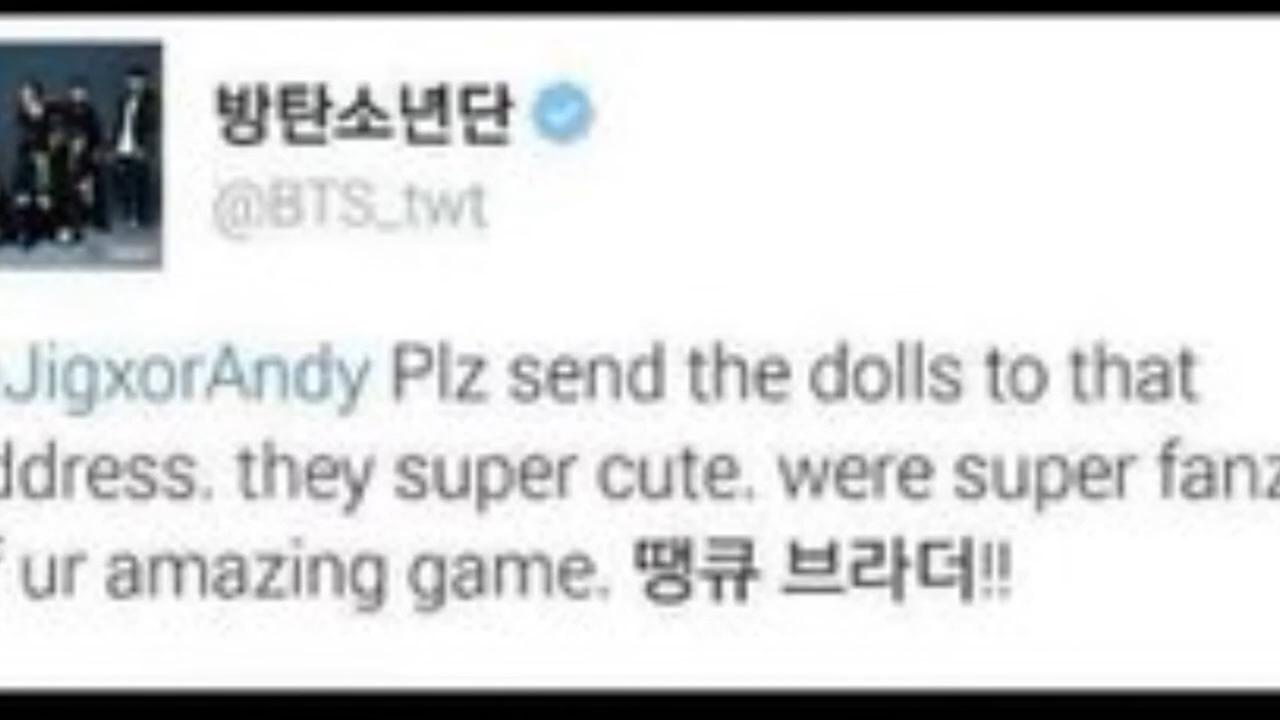 방탄소년단
@BTS_twt
JigxorAndy Plz send the dolls to that
ddress. they super cute. were super fanz
f ur amazing game. 땡큐 브라더!!